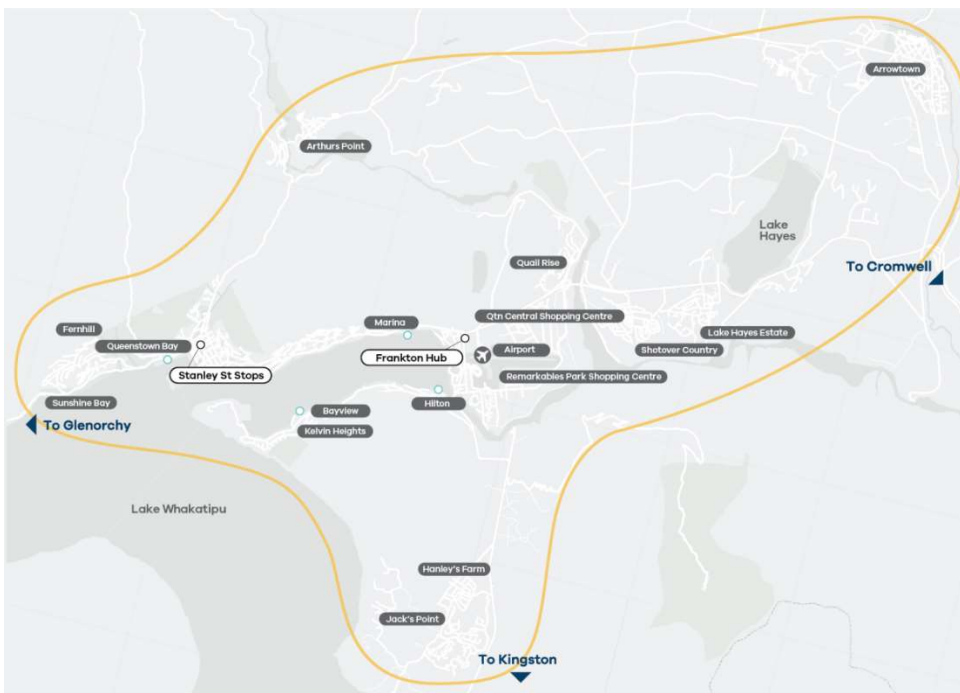 Arrowtown
Arthurs Point
Lake
Hayes
Quail Rise
To Cromwell
Qtn Central Shopping Centre
Marina
Fernhill
Lake Hayes Estate
Queenstown Bay
Frankton Hub
Airport
Shotover Country
Stanley St Stops
Remarkables Park Shopping Centre
Sunshine Bay
Hilton
Bayview
To Glenorchy
Kelvin Heights
Lake Whakatipu
Hanley's Farm
Jack's Point
To Kingston